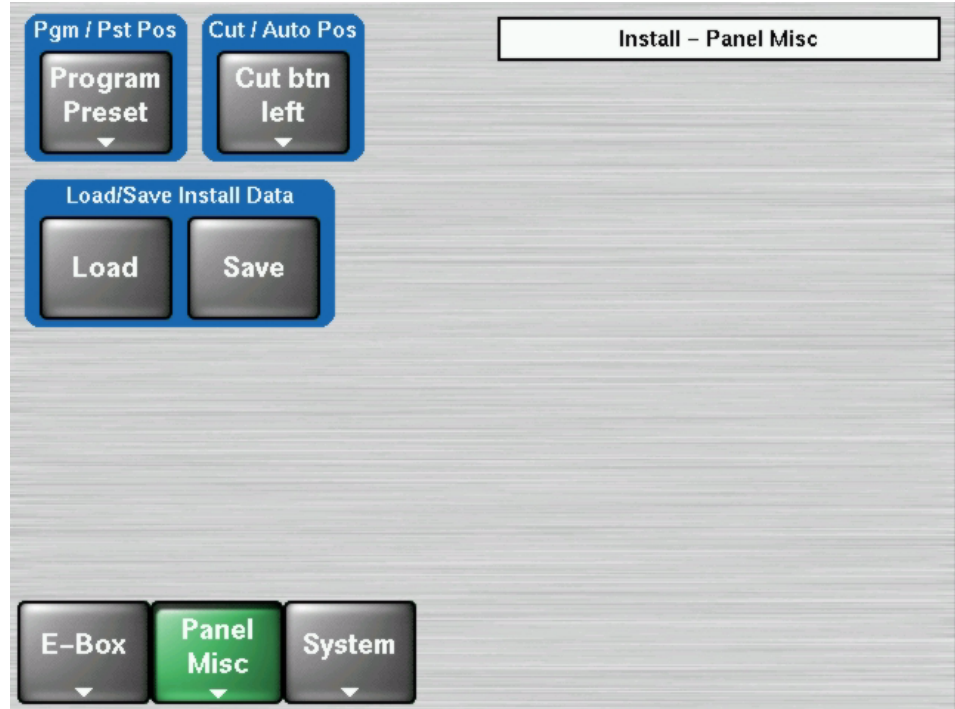 Pgm / Pst Pos
Cut / Auto Pos
Install – Panel Misc
Program
Preset
Cut btn
left
Load/Save Install Data
Load
Save
E–Box
Panel
Misc
System